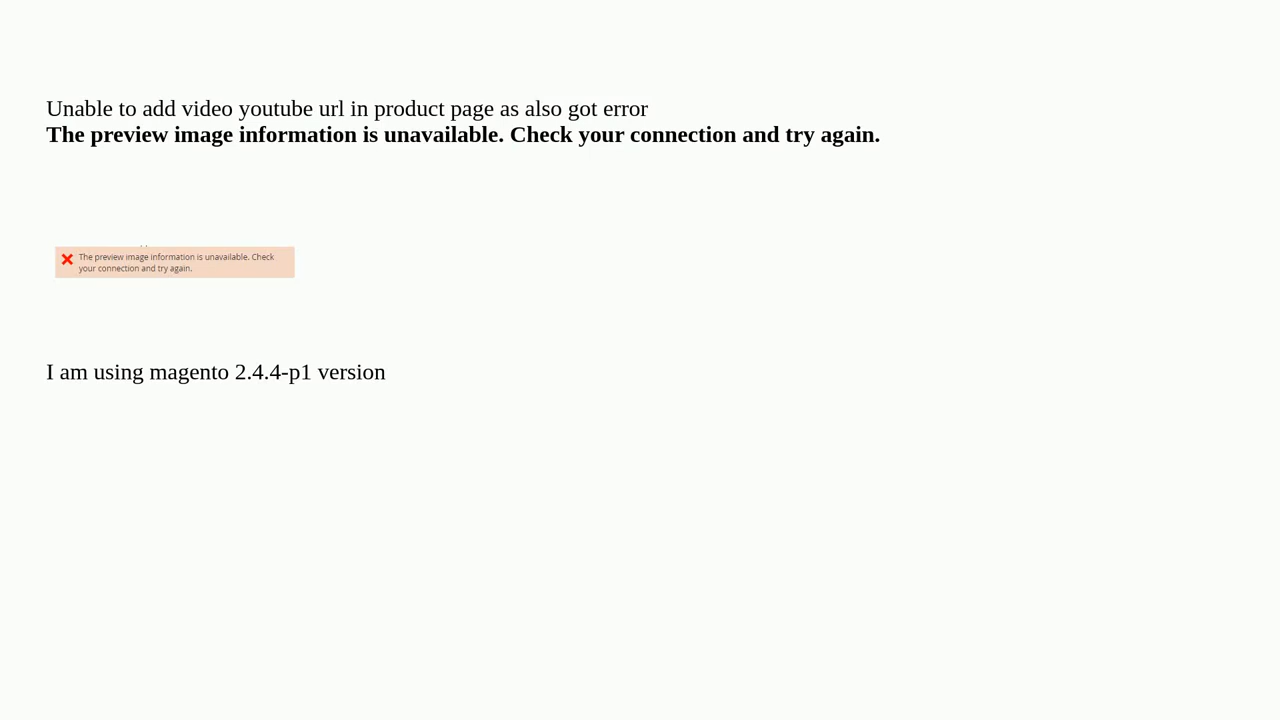 Unable to add video youtube url in product page as also got error
The preview image information is unavailable. Check your connection and try again.
The preview image information is unavailable. Check
your connection and try again.
I am using magento 2.4.4-p1 version